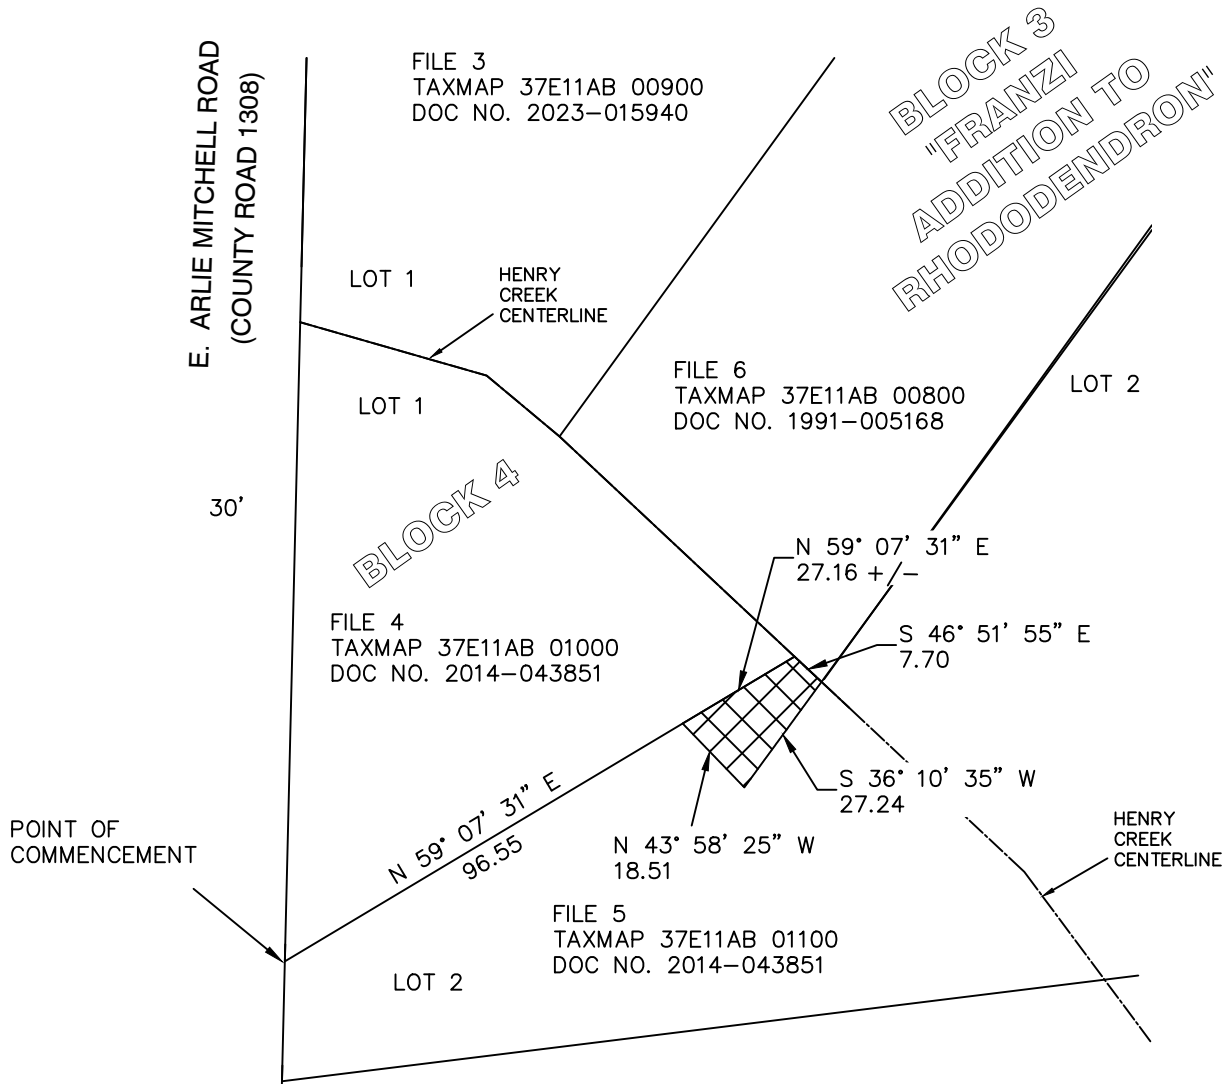 E. ARLIE MITCHELL ROAD
(COUNTY ROAD 1308)
FILE 3
TAXMAP 37E11AB 00900
DOC NO. 2023-015940
BLOCK 3
"FRANZI
ADDITION TO
RHODODENDRON"
LOT 1
HENRY
CREEK
CENTERLINE
LOT 1
FILE 6
TAXMAP 37E11AB 00800
DOC NO. 1991-005168
LOT 2
30'
BLOCK 4
N 59° 07' 31" E
27.16 + -
FILE 4
TAXMAP 37E11AB 01000
DOC NO. 2014-043851
S 46° 51' 55" E
7.70
S 36° 10' 35" W
27.24
N 59° 07' 31" E
96.55
N 43° 58' 25" W
18.51
POINT OF
COMMENCEMENT
HENRY
CREEK
CENTERLINE
FILE 5
TAXMAP 37E11AB 01100
DOC NO. 2014-043851
LOT 2